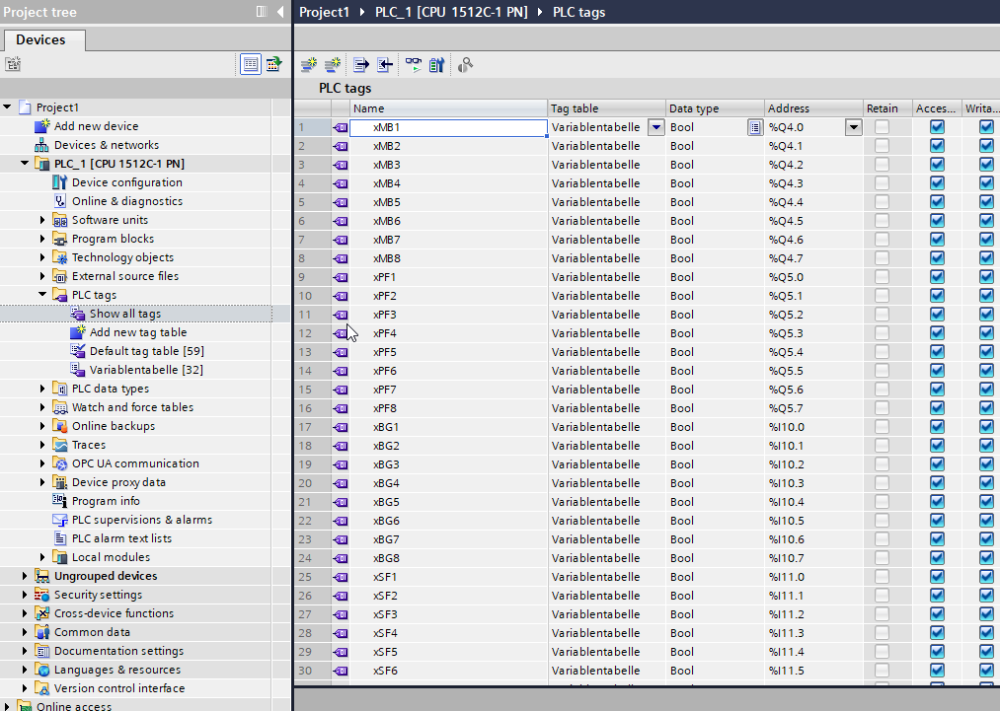 Project tree
Project1 PLC_1 [CPU 1512C-1 PN] PLC tags
Devices
PLC tags
Project1
Add new device
Devices & networks
PLC_1 [CPU 1512C-1 PN]
Device configuration
Online & diagnostics
Software units
Program blocks
Technology objects
External source files
PLC tags
Show all tags
Add new tag table
Default tag table [59]
Variablentabelle [32]
PLC data types
Watch and force tables
Online backups
Traces
OPC UA communication
Device proxy data
Program info
PLC supervisions & alarms
PLC alarm text lists
Local modules
Ungrouped devices
Security settings
Cross-device functions
Common data
Documentation settings
Languages & resources
Version control interface
Online access
Name Tag table Data type Address Retain Acces... Writa...
1 xMB1 Variablentabelle Bool %Q4.0
2 xMB2 Variablentabelle Bool %Q4.1
3 xMB3 Variablentabelle Bool %Q4.2
4 xMB4 Variablentabelle Bool %Q4.3
5 xMB5 Variablentabelle Bool %Q4.4
6 xMB6 Variablentabelle Bool %Q4.5
7 xMB7 Variablentabelle Bool %Q4.6
8 xMB8 Variablentabelle Bool %Q4.7
9 xPF1 Variablentabelle Bool %Q5.0
10 xPF2 Variablentabelle Bool %Q5.1
11 xPF3 Variablentabelle Bool %Q5.2
12 xPF4 Variablentabelle Bool %Q5.3
13 xPF5 Variablentabelle Bool %Q5.4
14 xPF6 Variablentabelle Bool %Q5.5
15 xPF7 Variablentabelle Bool %Q5.6
16 xPF8 Variablentabelle Bool %Q5.7
17 xBG1 Variablentabelle Bool %I10.0
18 xBG2 Variablentabelle Bool %I10.1
19 xBG3 Variablentabelle Bool %I10.2
20 xBG4 Variablentabelle Bool %I10.3
21 xBG5 Variablentabelle Bool %I10.4
22 xBG6 Variablentabelle Bool %I10.5
23 xBG7 Variablentabelle Bool %I10.6
24 xBG8 Variablentabelle Bool %I10.7
25 xSF1 Variablentabelle Bool %I11.0
26 xSF2 Variablentabelle Bool %I11.1
27 xSF3 Variablentabelle Bool %I11.2
28 xSF4 Variablentabelle Bool %I11.3
29 xSF5 Variablentabelle Bool %I11.4
30 xSF6 Variablentabelle Bool %I11.5